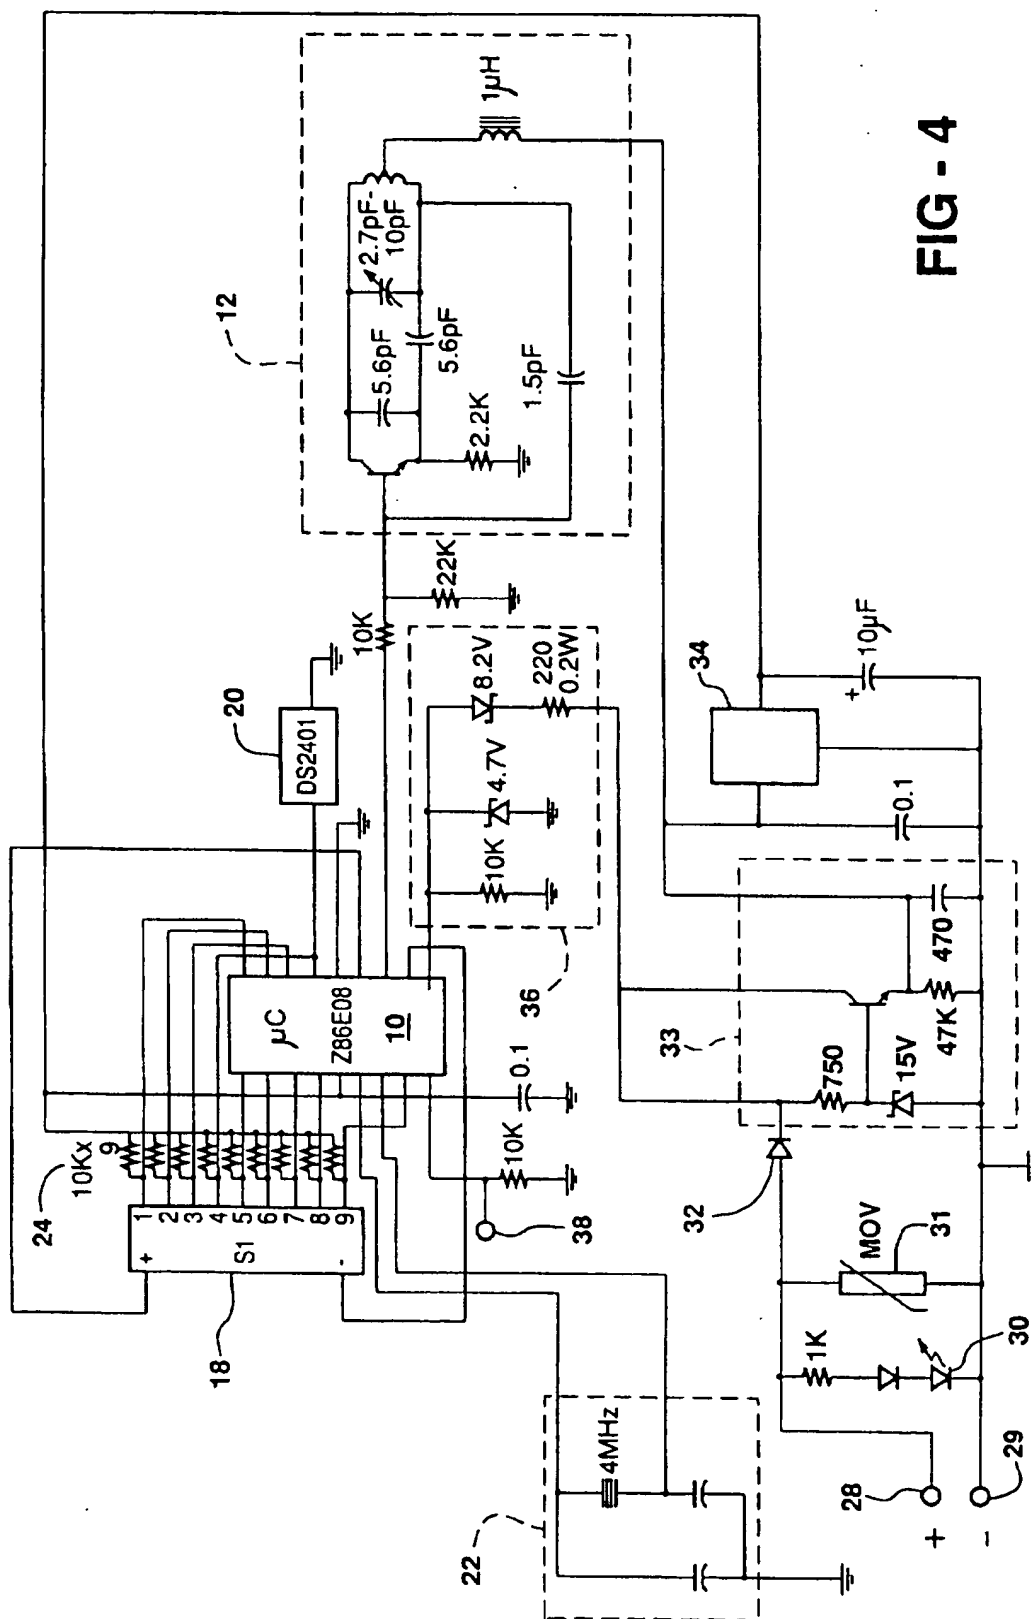 24
10Kx
9
1
2
3
4
5
6
7
8
9
+
S1
-
18
µC
Z86E08
10
20
DS2401
12
5.6pF
2.7pF-
10pF
5.6pF
2.2K
1.5pF
1µH
10K
22K
0.1
10K
38
36
10K
4.7V
8.2V
220
0.2W
22
4MHz
33
750
15V
47K
470
32
MOV
31
1K
30
28
+
29
-
34
0.1
+
10µF
FIG - 4